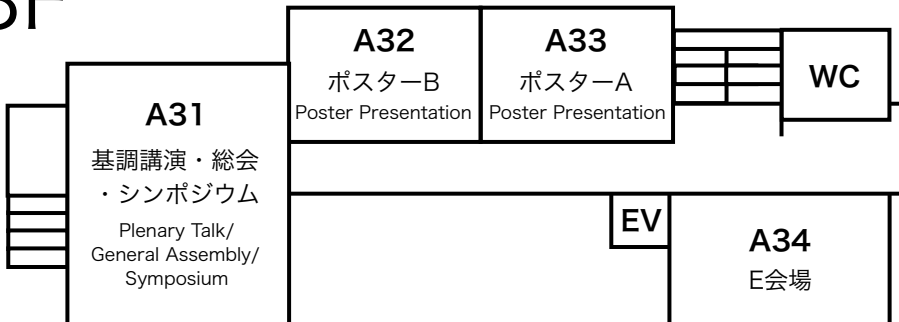 A32
ポスターB
Poster Presentation
A33
ポスターA
Poster Presentation
WC
A31
基調講演・総会
・シンポジウム
Plenary Talk/
General Assembly/
Symposium
EV
A34
E会場